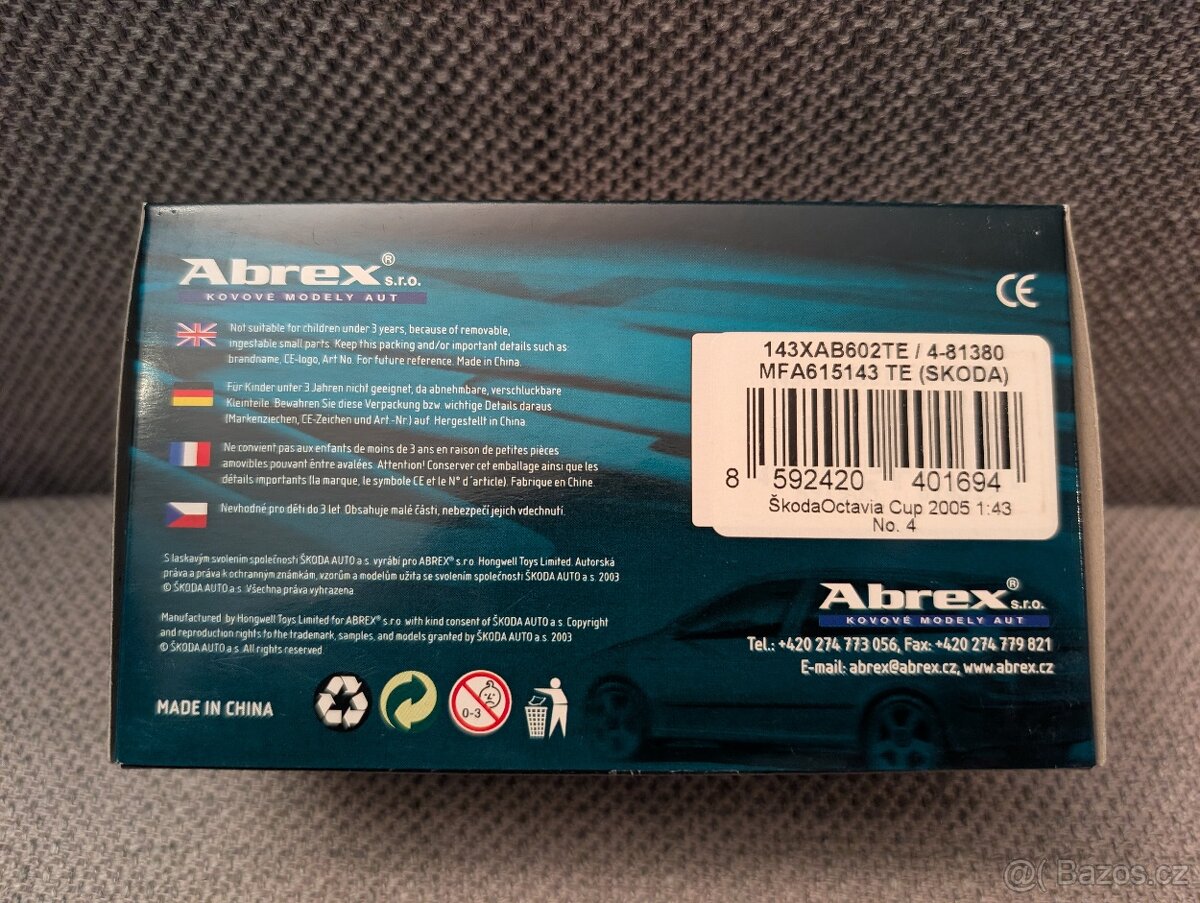 Abrex® s.r.o.
KOVOVÉ MODELY AUT
Not suitable for children under 3 years, because of removable,
ingestable small parts. Keep this packing and/or important details such as
brandname, CE-logo, Art No. For future reference. Made in China.
Für Kinder unter 3 Jahren nicht geeignet, da abnehmbare, verschluckbare
Kleinteile. Bewahren Sie diese Verpackung bzw. wichtige Details daraus
(Markenziechen, CE-Zeichen und Art.-Nr.) auf. Hergestellt in China.
Ne convient pas aux enfants de moins de 3 ans en raison de petites pièces
amovibles pouvant êntre avalées. Attention! Conserver cet emballage ainsi que les
détails importants (la marque, le symbole CE et le N° d´article). Fabrique en Chine.
Nevhodné pro děti do 3 let. Obsahuje malé části, nebezpečí jejich vdechnutí.
S laskavým svolením společnosti ŠKODA AUTO a.s. vyrábí pro ABREX® s.r.o. Hongwell Toys Limited. Autorská
práva a práva k ochranným známkám, vzorům a modelům užita se svolením společnosti ŠKODA AUTO a.s. 2003
© ŠKODA AUTO a.s. Všechna práva vyhrazena
Manufactured by Hongwell Toys Limited for ABREX® s.r.o. with kind consent of ŠKODA AUTO a.s. Copyright
and reproduction rights to the trademark, samples, and models granted by ŠKODA AUTO a.s. 2003
© ŠKODA AUTO a.s. All rights reserved
MADE IN CHINA
0-3
CE
143XAB602TE / 4-81380
MFA615143 TE (SKODA)
8 592420 401694
ŠkodaOctavia Cup 2005 1:43
No. 4
Abrex® s.r.o.
KOVOVÉ MODELY AUT
Tel.: +420 274 773 056, Fax: +420 274 779 821
E-mail: abrex@abrex.cz, www.abrex.cz
@( Bazos.cz